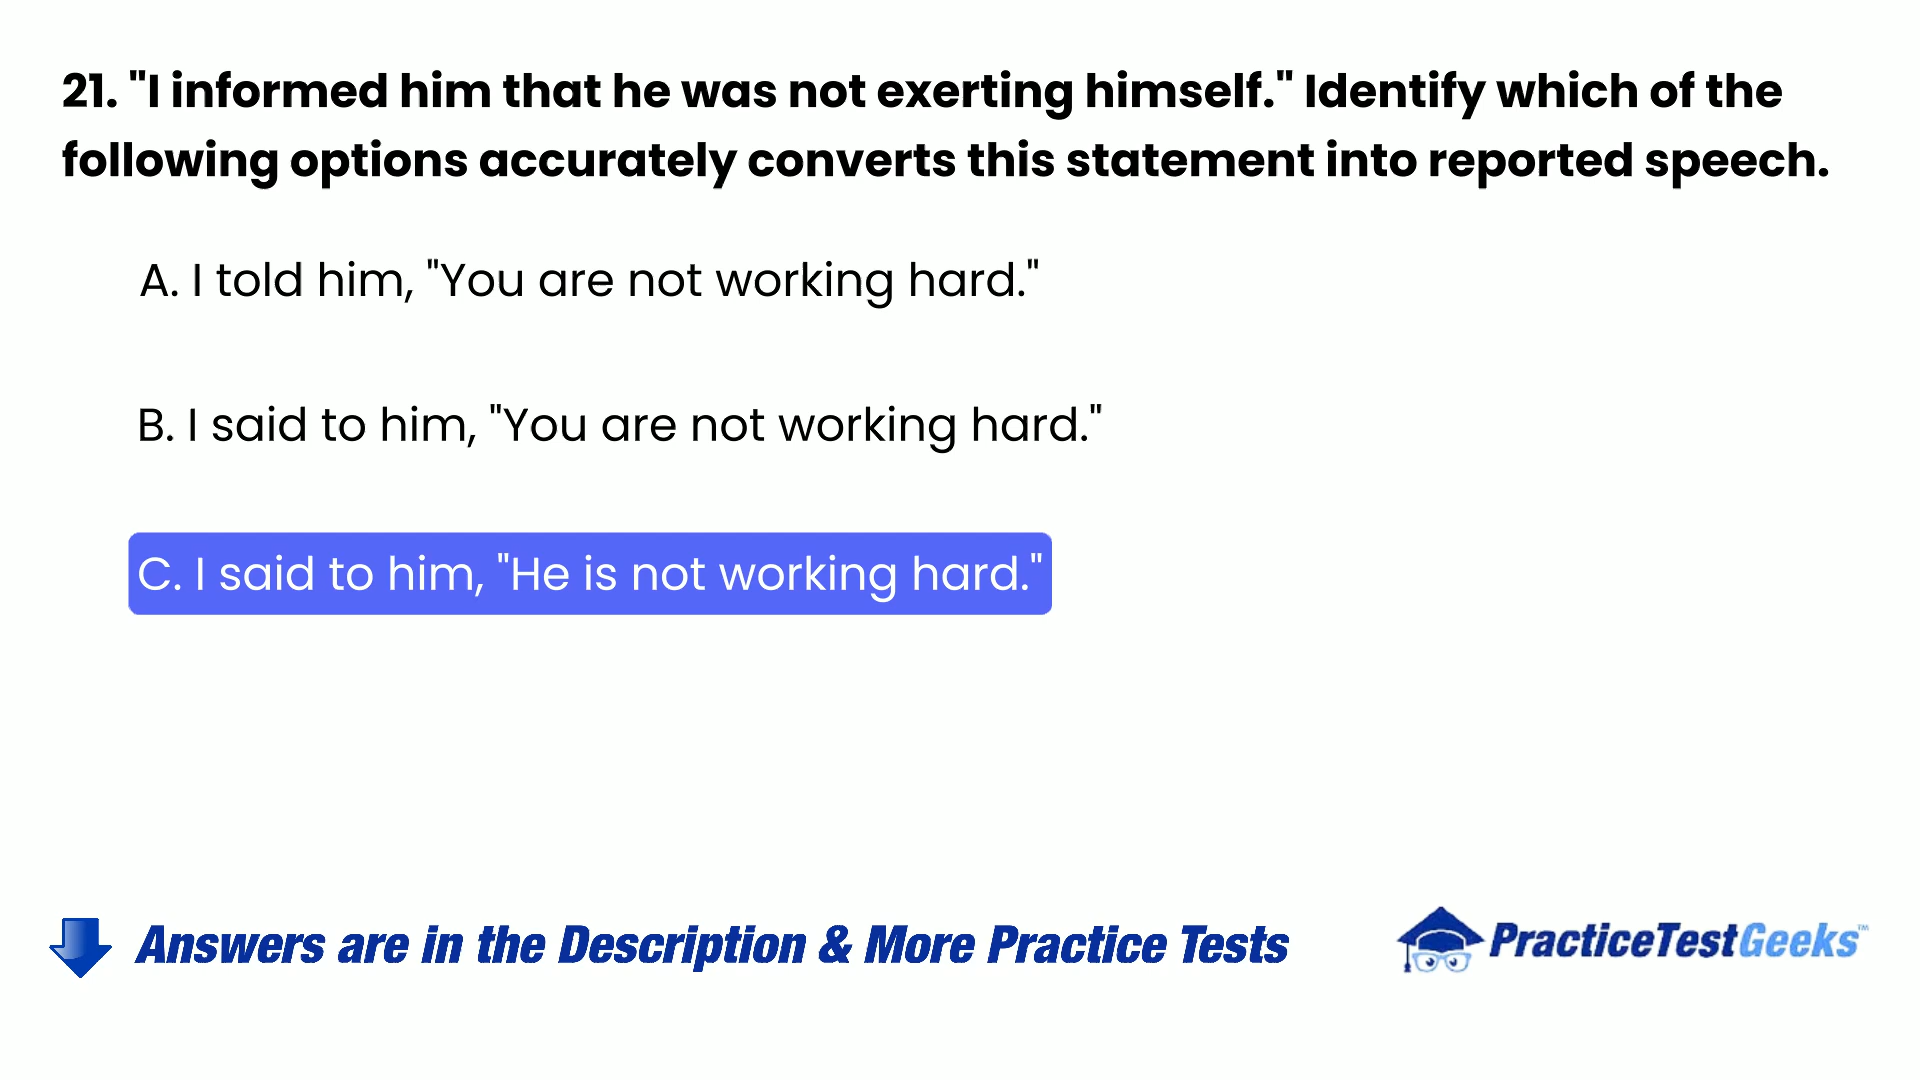 21. "I informed him that he was not exerting himself." Identify which of the
following options accurately converts this statement into reported speech.
A. I told him, "You are not working hard."
B. I said to him, "You are not working hard."
C. I said to him, "He is not working hard."
Answers are in the Description & More Practice Tests
PracticeTestGeeks™